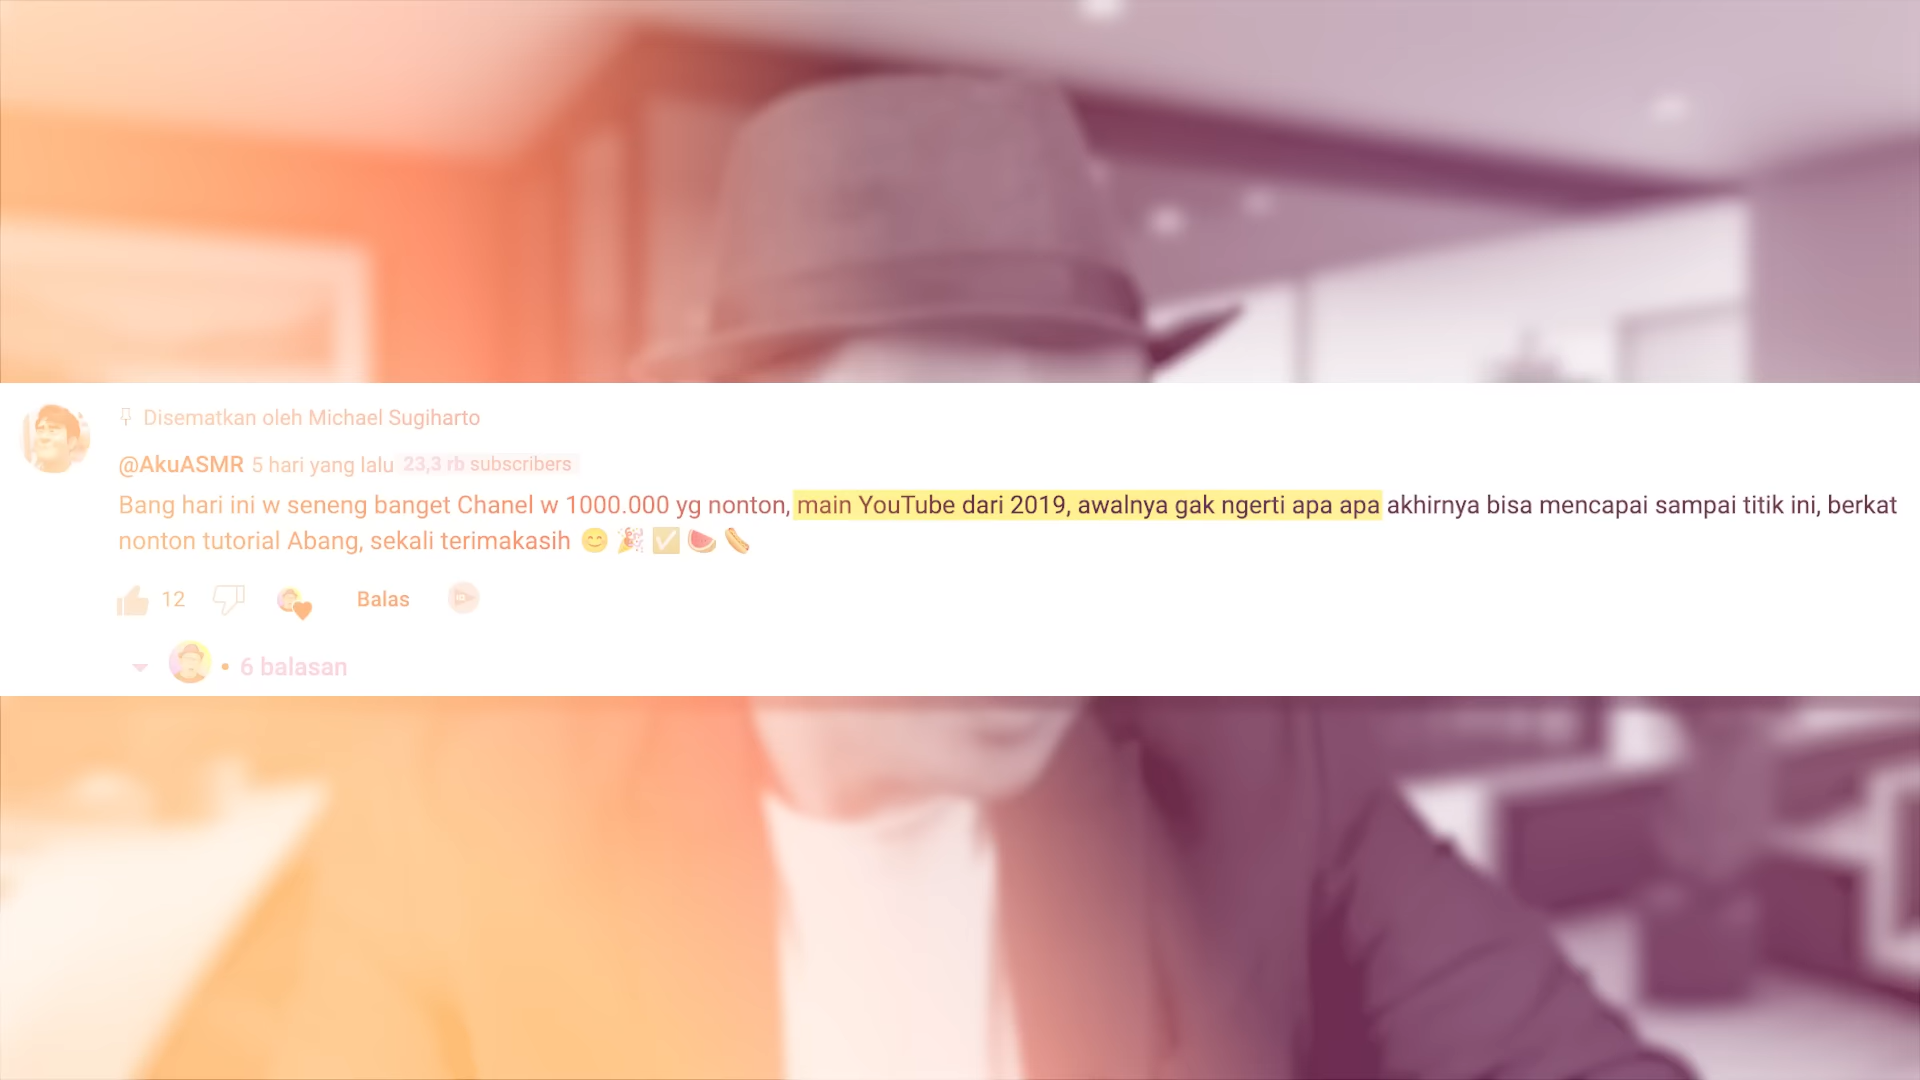 Disematkan oleh Michael Sugiharto
@AkuASMR 5 hari yang lalu 23,3 rb subscribers
Bang hari ini w seneng banget Chanel w 1000.000 yg nonton, main YouTube dari 2019, awalnya gak ngerti apa apa akhirnya bisa mencapai sampai titik ini, berkat
nonton tutorial Abang, sekali terimakasih 😊 🎉 ✅ 🍉 🌭
12 Balas
6 balasan